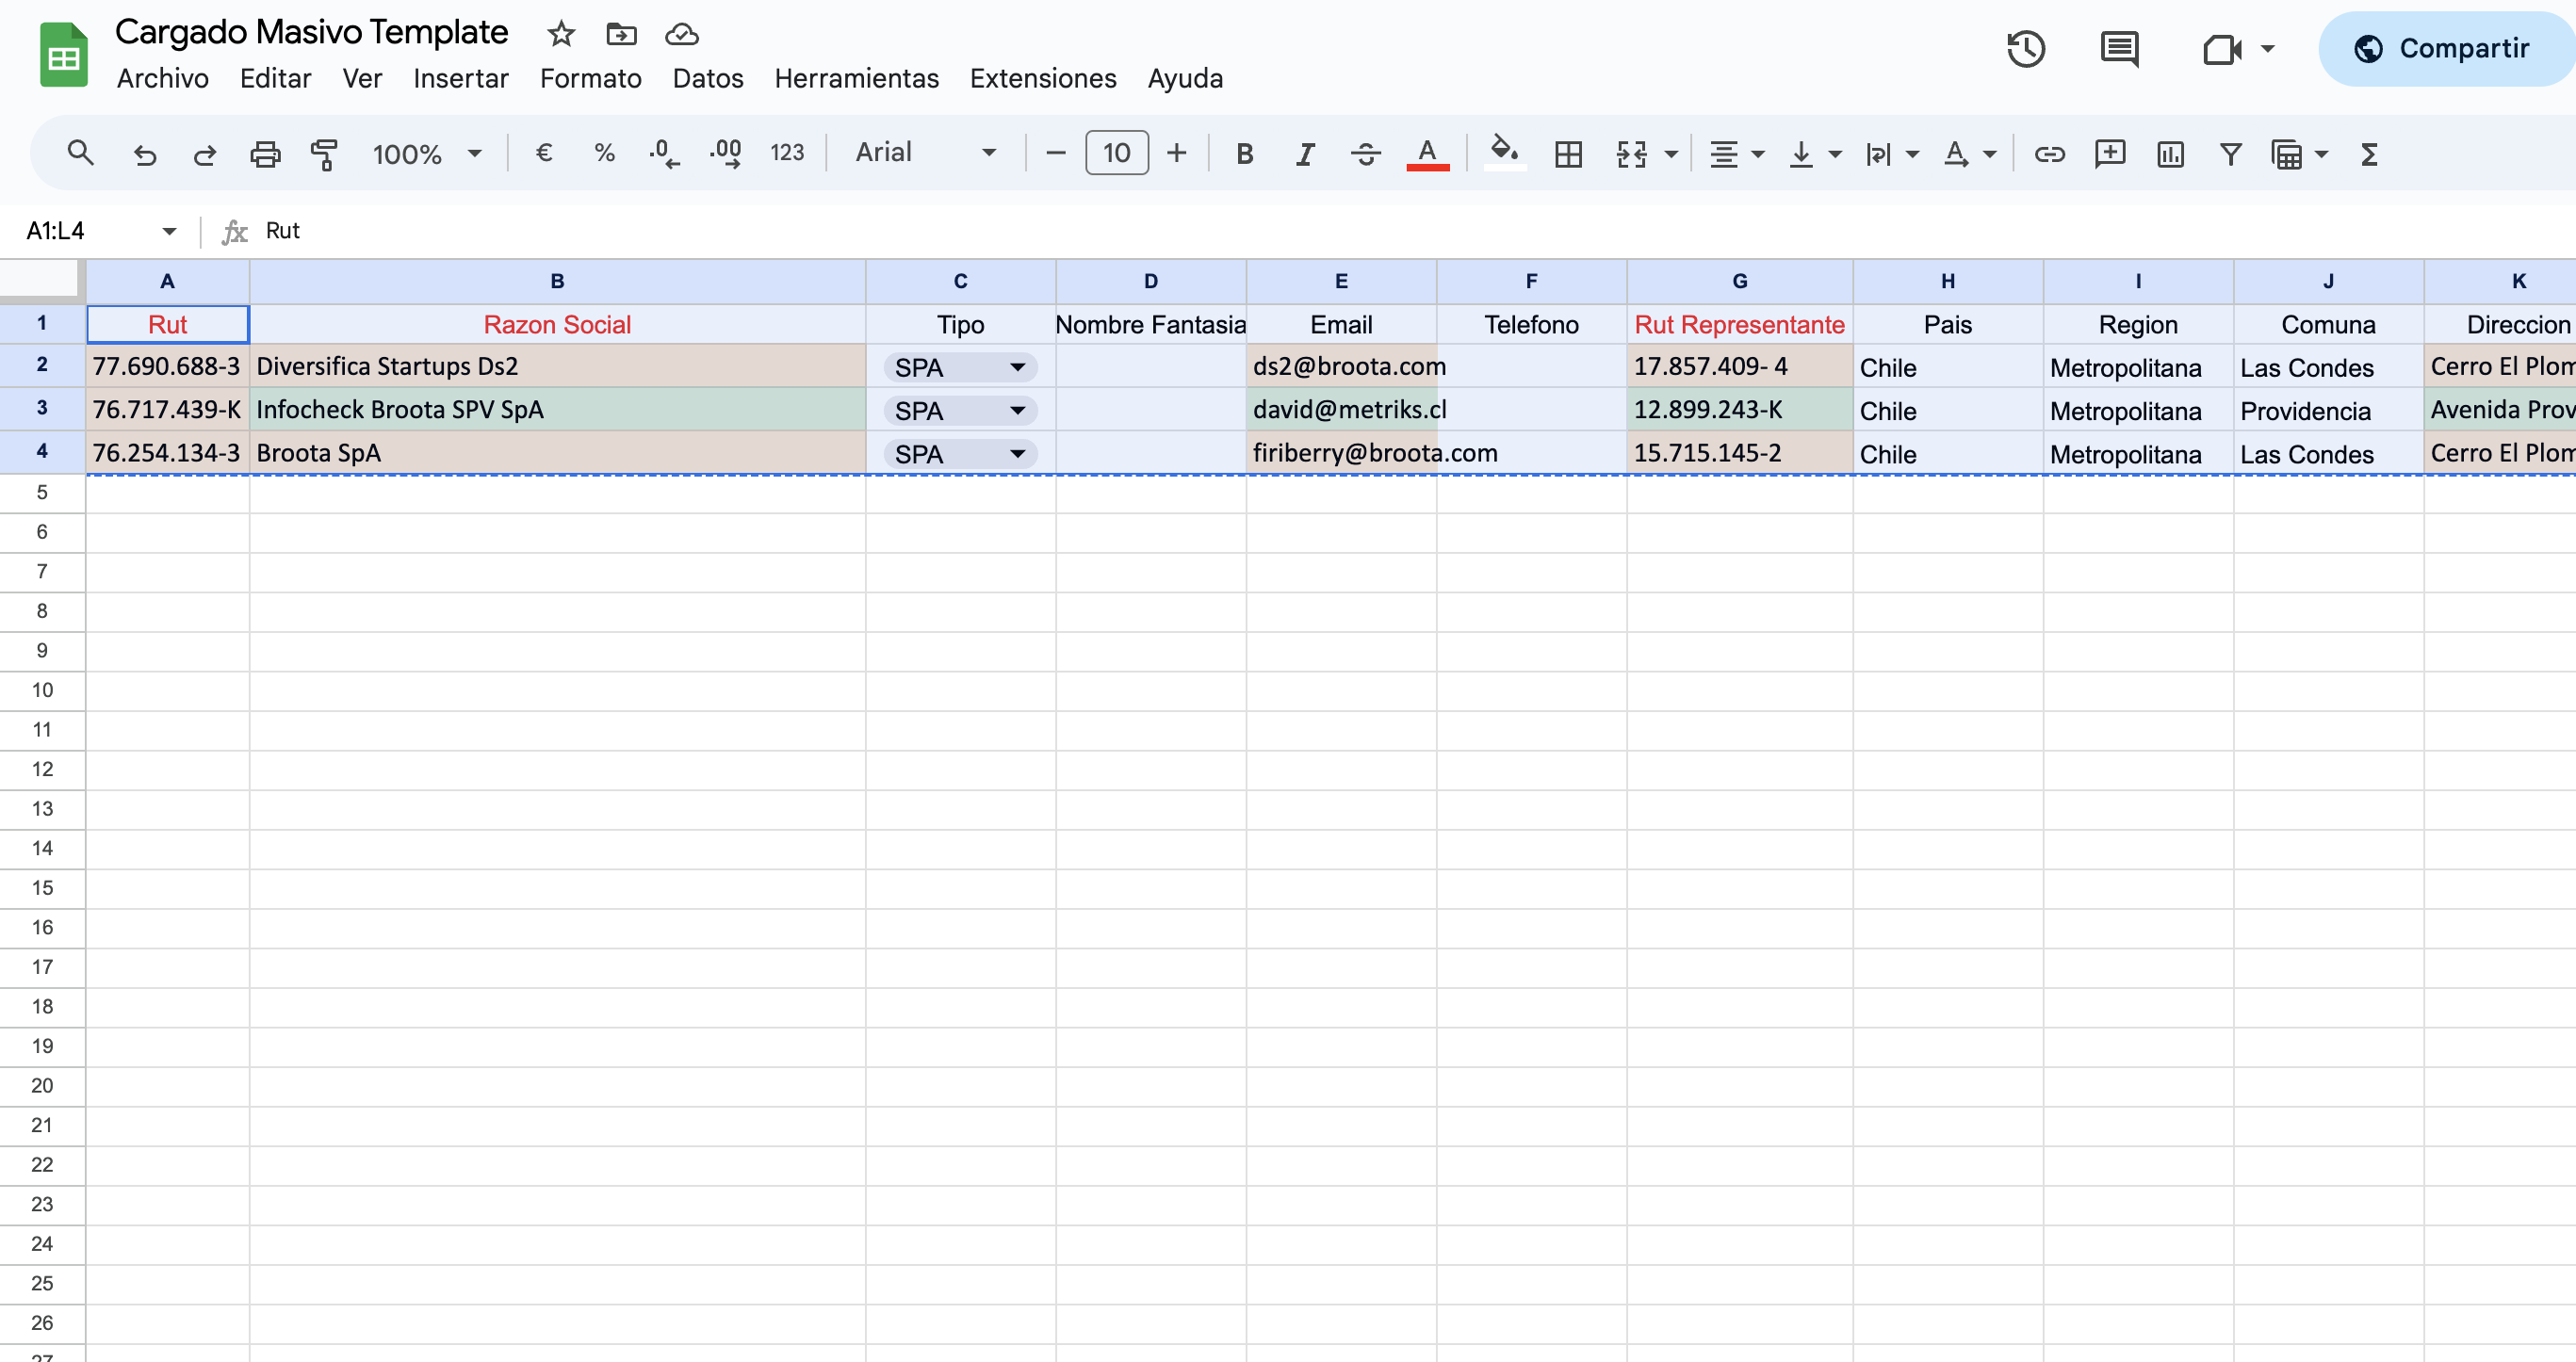 Cargado Masivo Template
Archivo Editar Ver Insertar Formato Datos Herramientas Extensiones Ayuda
Compartir
100% € % .0 .00 123 Arial 10 B I S A A Σ
A1:L4 fx Rut
A B C D E F G H I J K
1 Rut Razon Social Tipo Nombre Fantasia Email Telefono Rut Representante Pais Region Comuna Direccion
2 77.690.688-3 Diversifica Startups Ds2 SPA ds2@broota.com 17.857.409- 4 Chile Metropolitana Las Condes Cerro El Plom
3 76.717.439-K Infocheck Broota SPV SpA SPA david@metriks.cl 12.899.243-K Chile Metropolitana Providencia Avenida Prov
4 76.254.134-3 Broota SpA SPA firiberry@broota.com 15.715.145-2 Chile Metropolitana Las Condes Cerro El Plom
5
6
7
8
9
10
11
12
13
14
15
16
17
18
19
20
21
22
23
24
25
26
27